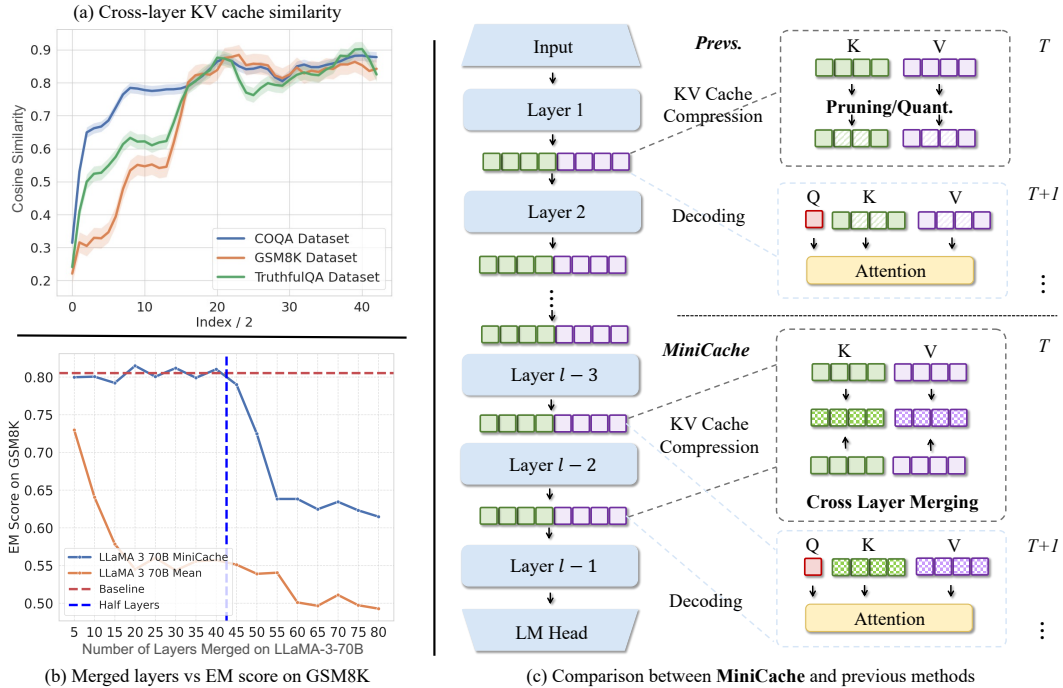 (a) Cross-layer KV cache similarity
Cosine Similarity
0.9
0.8
0.7
0.6
0.5
0.4
0.3
0.2
COQA Dataset
GSM8K Dataset
TruthfulQA Dataset
0 10 20 30 40
Index / 2
EM Score on GSM8K
0.80
0.75
0.70
0.65
0.60
0.55
0.50
LLaMA 3 70B MiniCache
LLaMA 3 70B Mean
Baseline
Half Layers
5 10 15 20 25 30 35 40 45 50 55 60 65 70 75 80
Number of Layers Merged on LLaMA-3-70B
(b) Merged layers vs EM score on GSM8K
Input
Layer 1
Layer 2
Layer l − 3
Layer l − 2
Layer l − 1
LM Head
Prevs.
KV Cache
Compression
K V T
Pruning/Quant.
Decoding
Q K V T+1
Attention
MiniCache
KV Cache
Compression
K V T
Cross Layer Merging
Decoding
Q K V T+1
Attention
(c) Comparison between MiniCache and previous methods